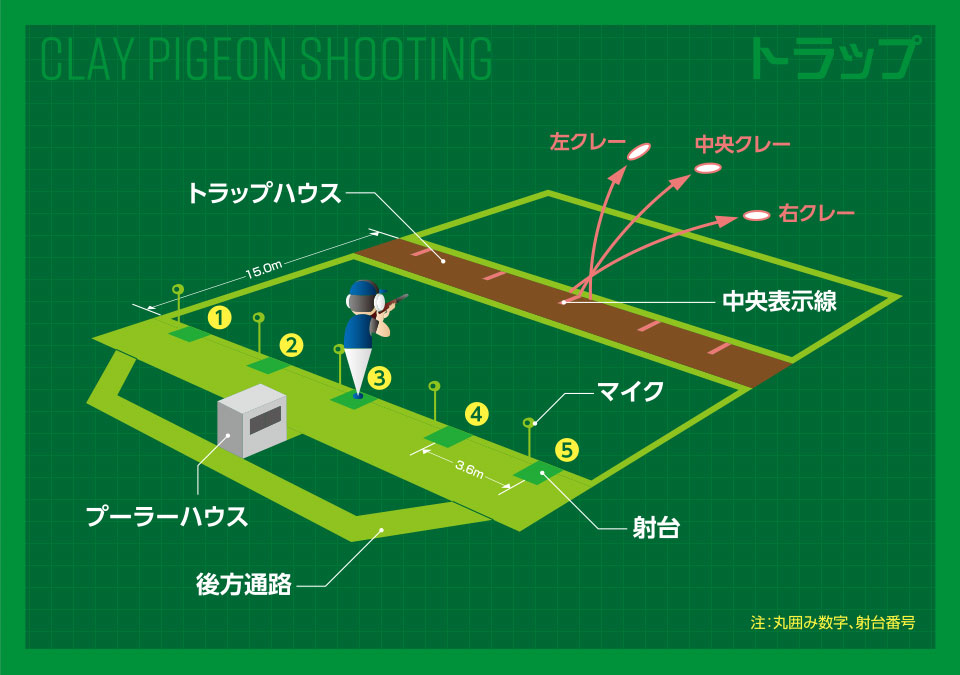 CLAY PIGEON SHOOTING
トラップ
左クレー
中央クレー
トラップハウス
右クレー
15.0m
中央表示線
1
2
3
マイク
4
5
3.6m
プーラーハウス
射台
後方通路
注：丸囲み数字、射台番号